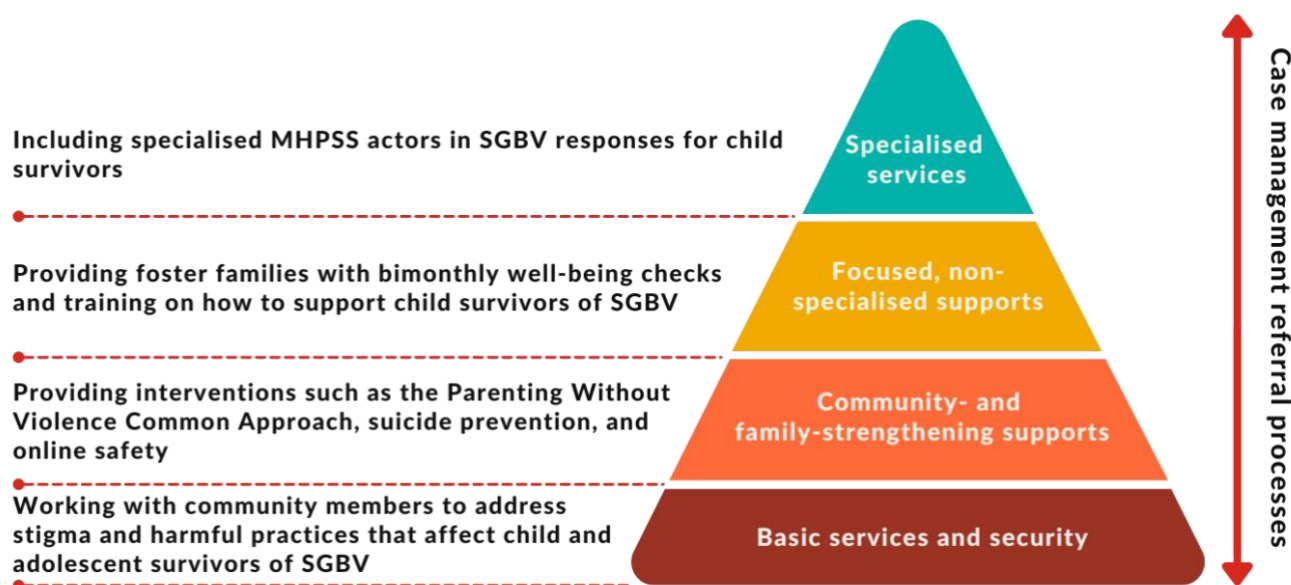 Including specialised MHPSS actors in SGBV responses for child
survivors
Specialised
services
Providing foster families with bimonthly well-being checks
and training on how to support child survivors of SGBV
Focused, non-
specialised supports
Providing interventions such as the Parenting Without
Violence Common Approach, suicide prevention, and
online safety
Community- and
family-strengthening supports
Working with community members to address
stigma and harmful practices that affect child and
adolescent survivors of SGBV
Basic services and security
Case management referral processes